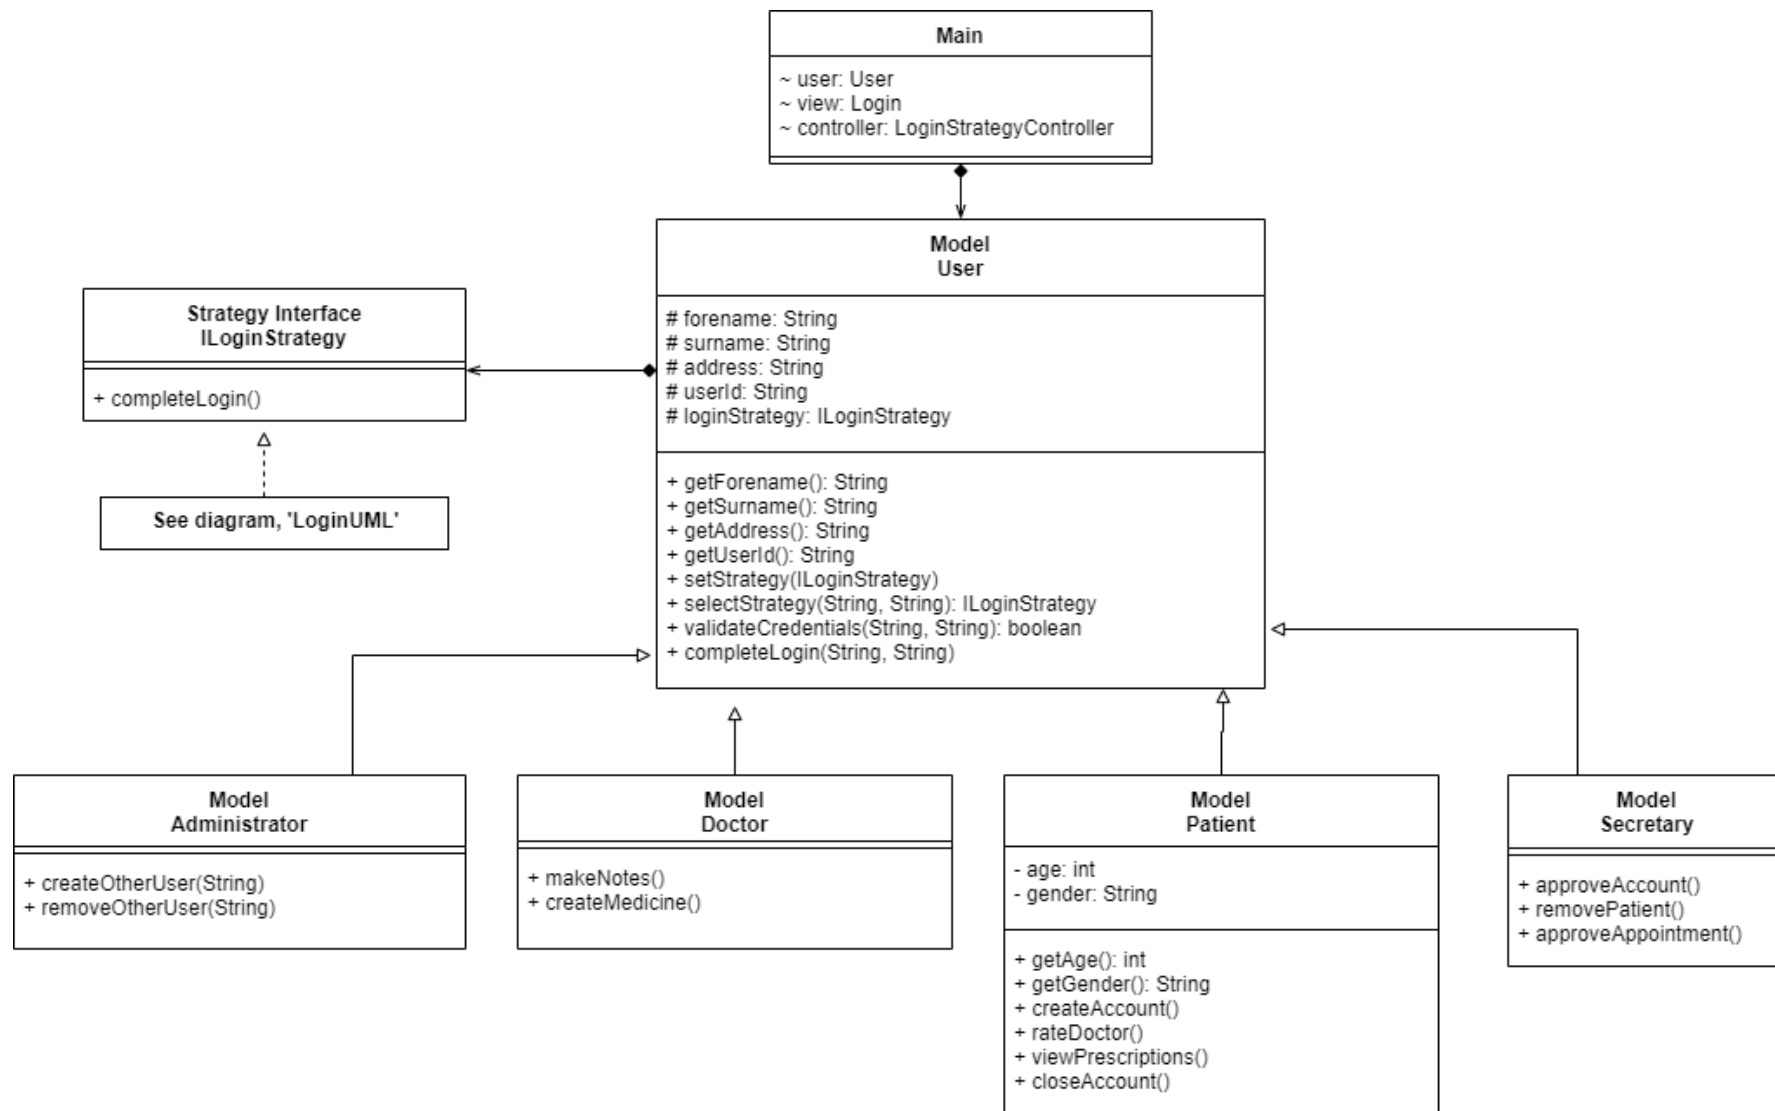 Main
~ user: User
~ view: Login
~ controller: LoginStrategyController
Model
User
# forename: String
# surname: String
# address: String
# userId: String
# loginStrategy: ILoginStrategy
+ getForename(): String
+ getSurname(): String
+ getAddress(): String
+ getUserId(): String
+ setStrategy(ILoginStrategy)
+ selectStrategy(String, String): ILoginStrategy
+ validateCredentials(String, String): boolean
+ completeLogin(String, String)
Strategy Interface
ILoginStrategy
+ completeLogin()
See diagram, 'LoginUML'
Model
Administrator
+ createOtherUser(String)
+ removeOtherUser(String)
Model
Doctor
+ makeNotes()
+ createMedicine()
Model
Patient
- age: int
- gender: String
+ getAge(): int
+ getGender(): String
+ createAccount()
+ rateDoctor()
+ viewPrescriptions()
+ closeAccount()
Model
Secretary
+ approveAccount()
+ removePatient()
+ approveAppointment()